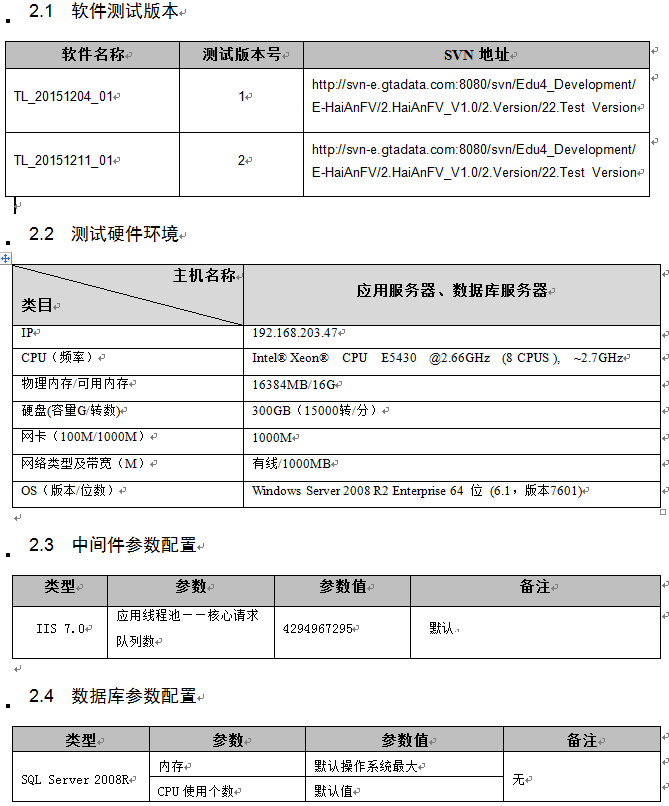 2.1 软件测试版本
软件名称 测试版本号 SVN 地址
TL_20151204_01 1 http://svn-e.gtadata.com:8080/svn/Edu4_Development/
E-HaiAnFV/2.HaiAnFV_V1.0/2.Version/22.Test Version
TL_20151211_01 2 http://svn-e.gtadata.com:8080/svn/Edu4_Development/
E-HaiAnFV/2.HaiAnFV_V1.0/2.Version/22.Test Version
2.2 测试硬件环境
主机名称
类目
应用服务器、数据库服务器
IP 192.168.203.47
CPU（频率） Intel® Xeon® CPU E5430 @2.66GHz (8 CPUS ), ~2.7GHz
物理内存/可用内存 16384MB/16G
硬盘(容量G/转数) 300GB（15000转/分）
网卡（100M/1000M） 1000M
网络类型及带宽（M） 有线/1000MB
OS（版本/位数） Windows Server 2008 R2 Enterprise 64 位 (6.1，版本7601)
2.3 中间件参数配置
类型 参数 参数值 备注
IIS 7.0 应用线程池－－核心请求
队列数 4294967295 默认
2.4 数据库参数配置
类型 参数 参数值 备注
SQL Server 2008R 内存 默认操作系统最大 无
CPU 使用个数 默认值